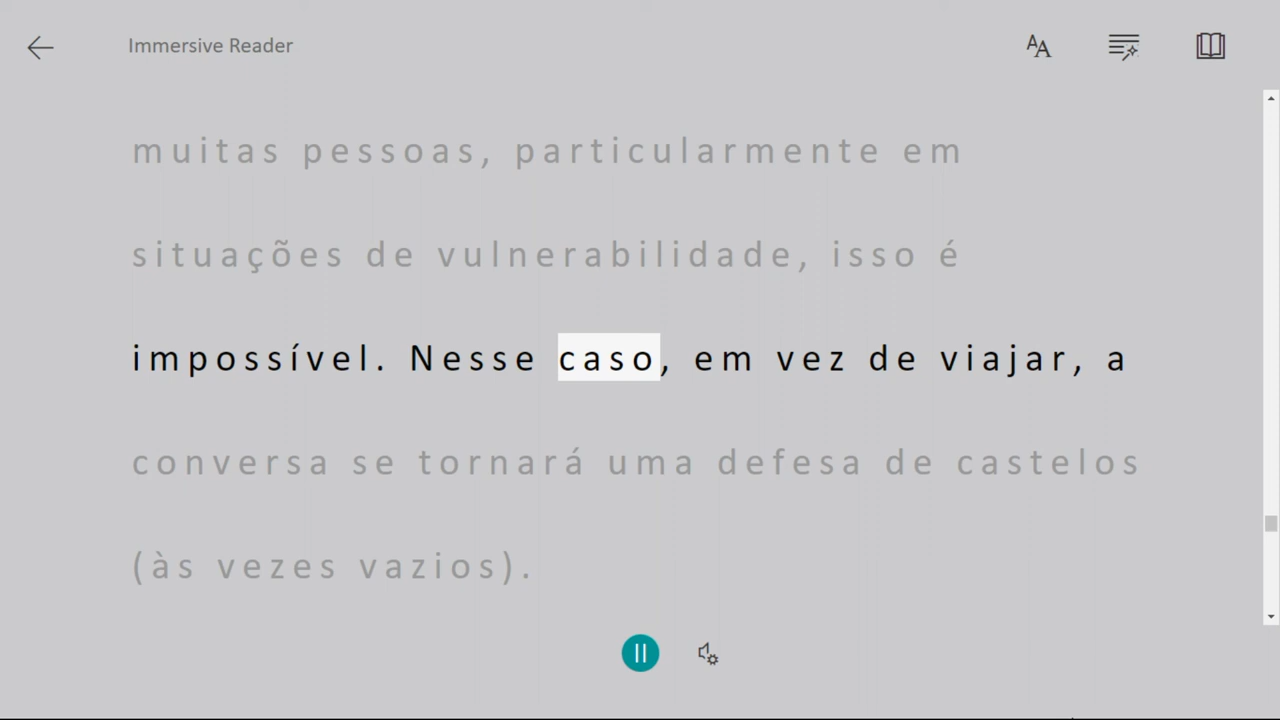 Immersive Reader
muitas pessoas, particularmente em
situações de vulnerabilidade, isso é
impossível. Nesse caso, em vez de viajar, a
conversa se tornará uma defesa de castelos
(às vezes vazios).